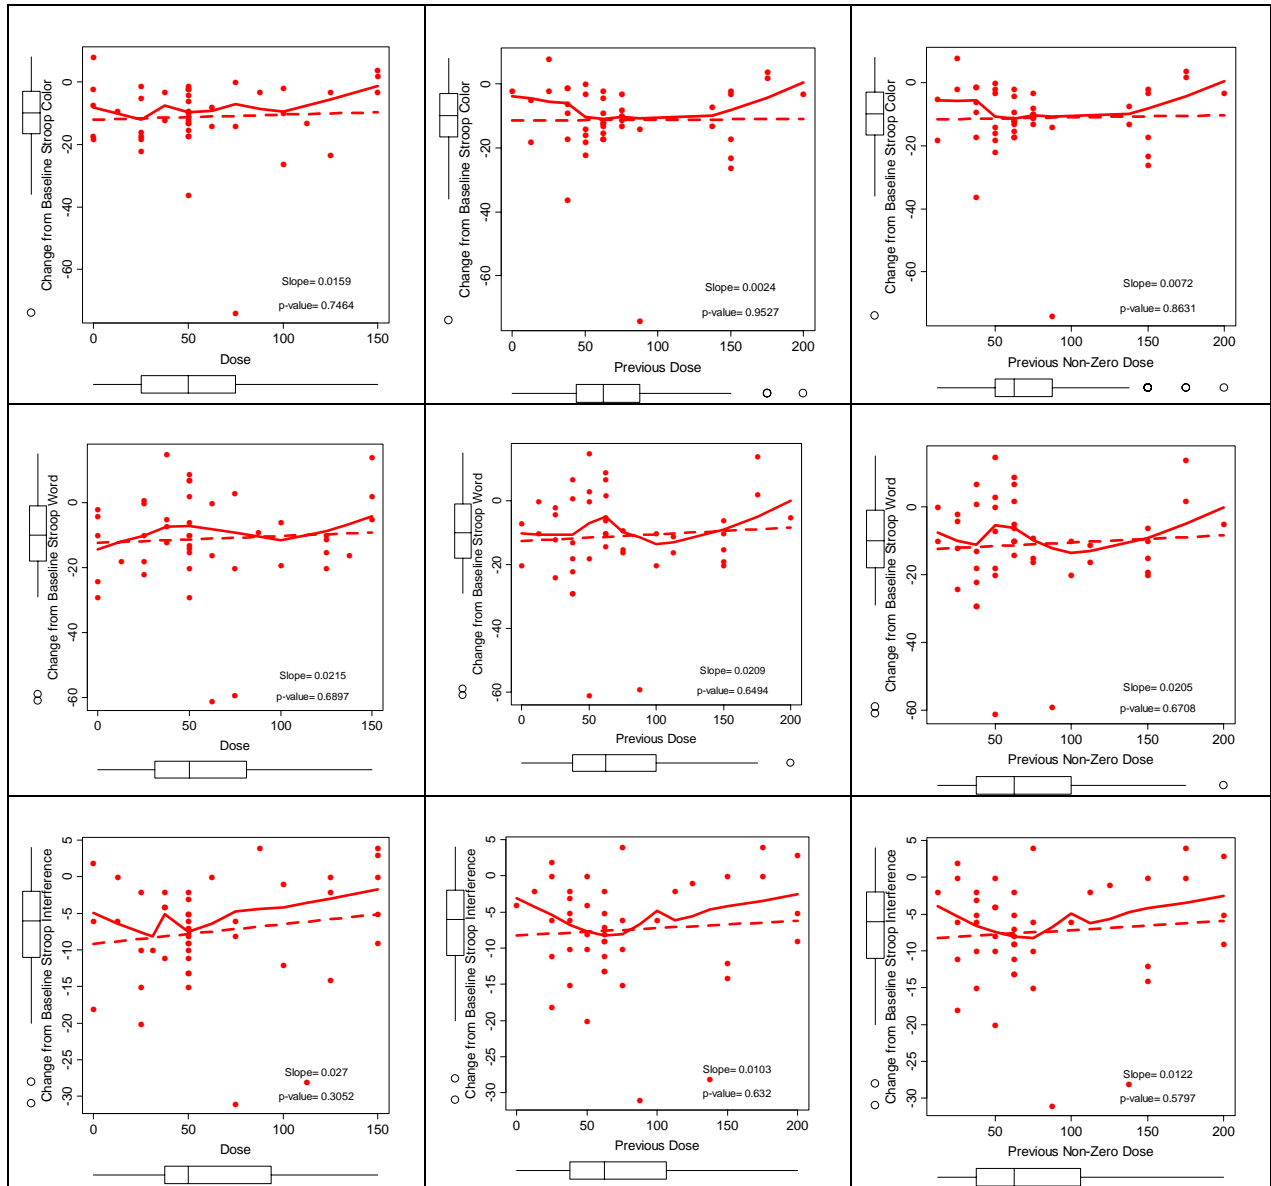 Change from Baseline Stroop Color
0
-20
-40
-60
Slope= 0.0159
p-value= 0.7464
0 50 100 150
Dose
Change from Baseline Stroop Color
0
-20
-40
-60
Slope= 0.0024
p-value= 0.9527
0 50 100 150 200
Previous Dose
Change from Baseline Stroop Color
0
-20
-40
-60
Slope= 0.0072
p-value= 0.8631
50 100 150 200
Previous Non-Zero Dose
Change from Baseline Stroop Word
0
-20
-40
-60
Slope= 0.0215
p-value= 0.6897
0 50 100 150
Dose
Change from Baseline Stroop Word
0
-20
-40
-60
Slope= 0.0209
p-value= 0.6494
0 50 100 150 200
Previous Dose
Change from Baseline Stroop Word
0
-20
-40
-60
Slope= 0.0205
p-value= 0.6708
50 100 150 200
Previous Non-Zero Dose
Change from Baseline Stroop Interference
5
0
-5
-10
-15
-20
-25
-30
Slope= 0.027
p-value= 0.3052
0 50 100 150
Dose
Change from Baseline Stroop Interference
5
0
-5
-10
-15
-20
-25
-30
Slope= 0.0103
p-value= 0.632
0 50 100 150 200
Previous Dose
Change from Baseline Stroop Interference
5
0
-5
-10
-15
-20
-25
-30
Slope= 0.0122
p-value= 0.5797
50 100 150 200
Previous Non-Zero Dose